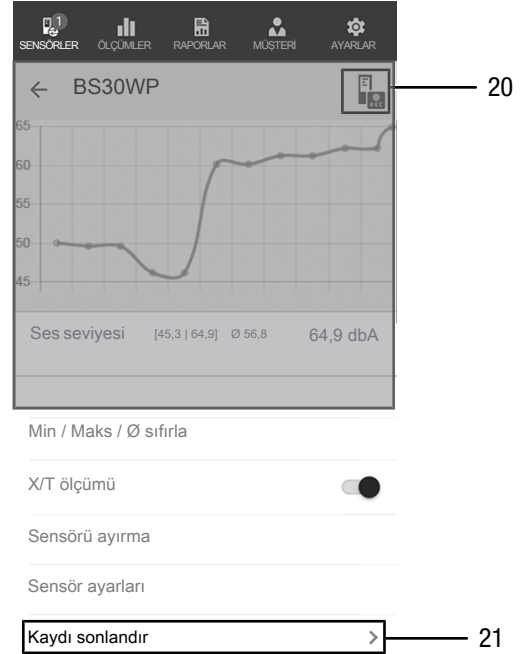 1
SENSÖRLER ÖLÇÜMLER RAPORLAR MÜŞTERİ AYARLAR
BS30WP
REC
20
65
60
55
50
45
Ses seviyesi [45,3 | 64,9] Ø 56,8 64,9 dbA
Min / Maks / Ø sıfırla
X/T ölçümü
Sensörü ayırma
Sensör ayarları
Kaydı sonlandır
21